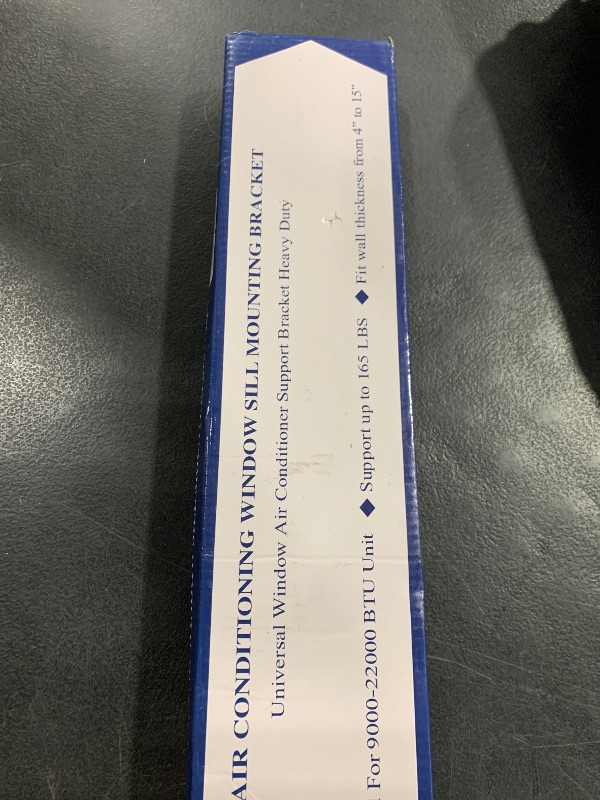 AIR CONDITIONING WINDOW SILL MOUNTING BRACKET
Universal Window Air Conditioner Support Bracket Heavy Duty
For 9000-22000 BTU Unit ◆ Support up to 165 LBS ◆ Fit wall thickness from 4” to 15”